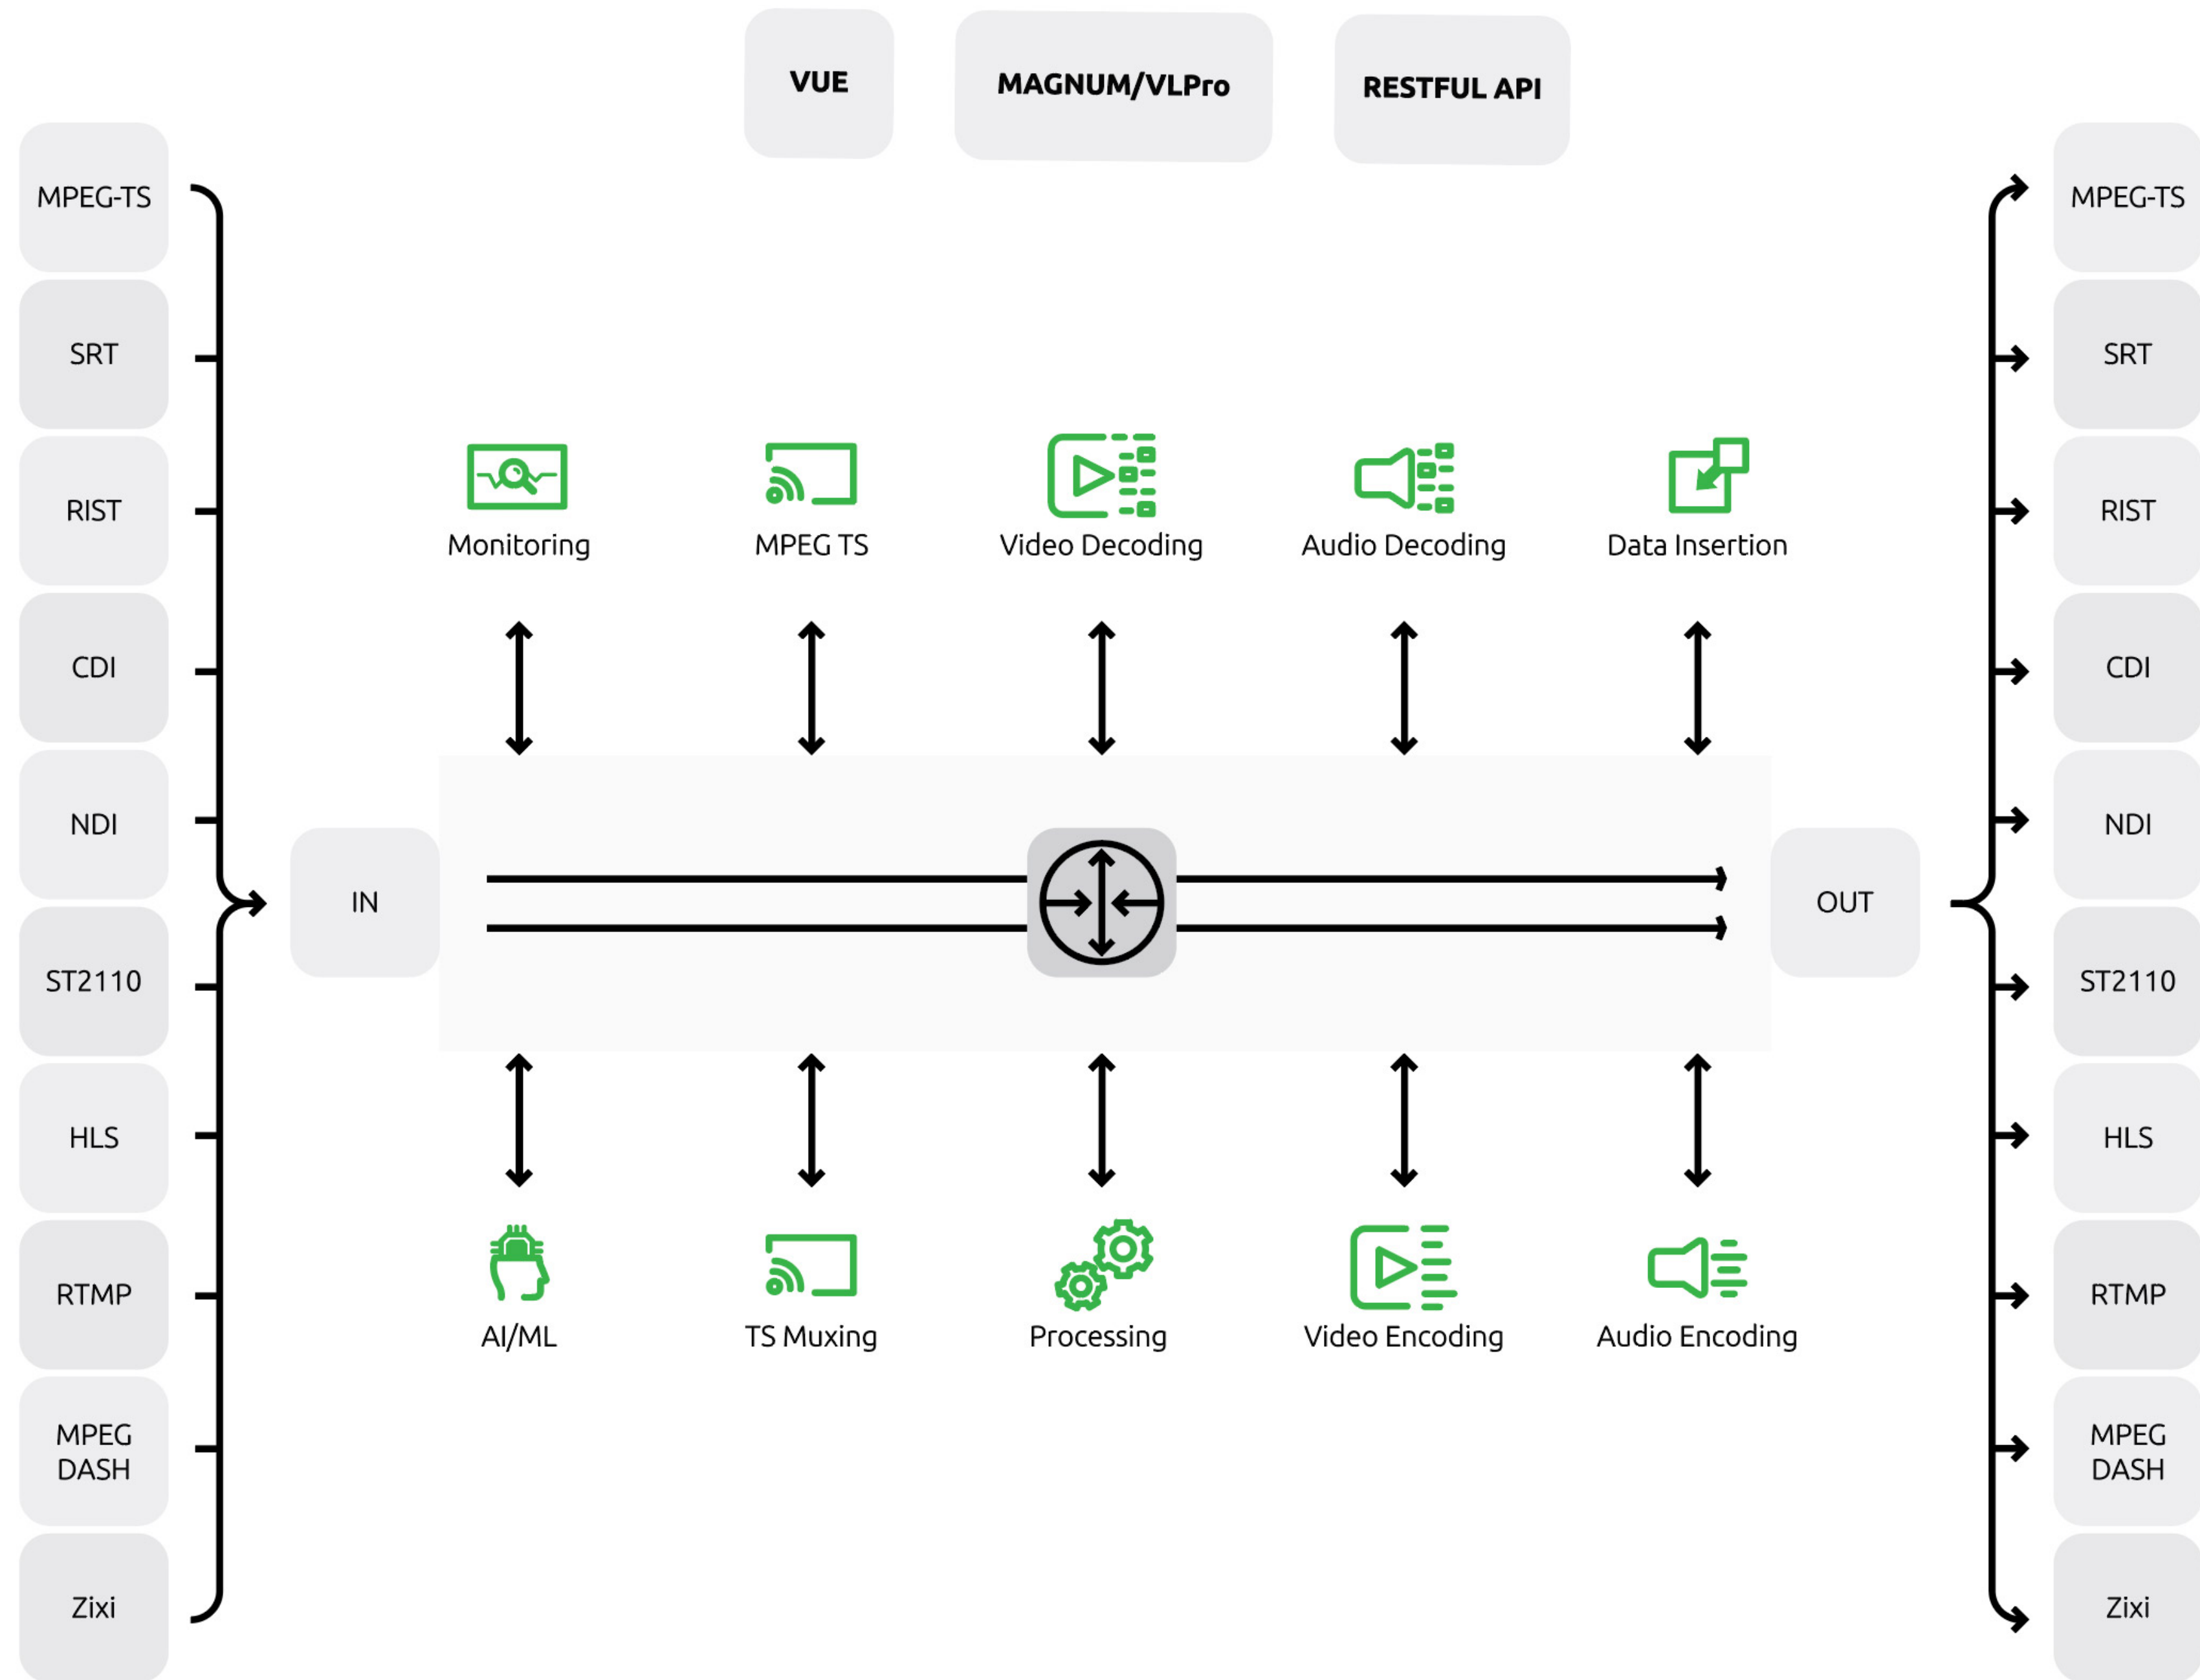 VUE
MAGNUM/VLPro
RESTFUL API
MPEG-TS
SRT
RIST
CDI
NDI
ST2110
HLS
RTMP
MPEG
DASH
Zixi
IN
Monitoring
MPEG TS
Video Decoding
Audio Decoding
Data Insertion
AI/ML
TS Muxing
Processing
Video Encoding
Audio Encoding
OUT
MPEG-TS
SRT
RIST
CDI
NDI
ST2110
HLS
RTMP
MPEG
DASH
Zixi